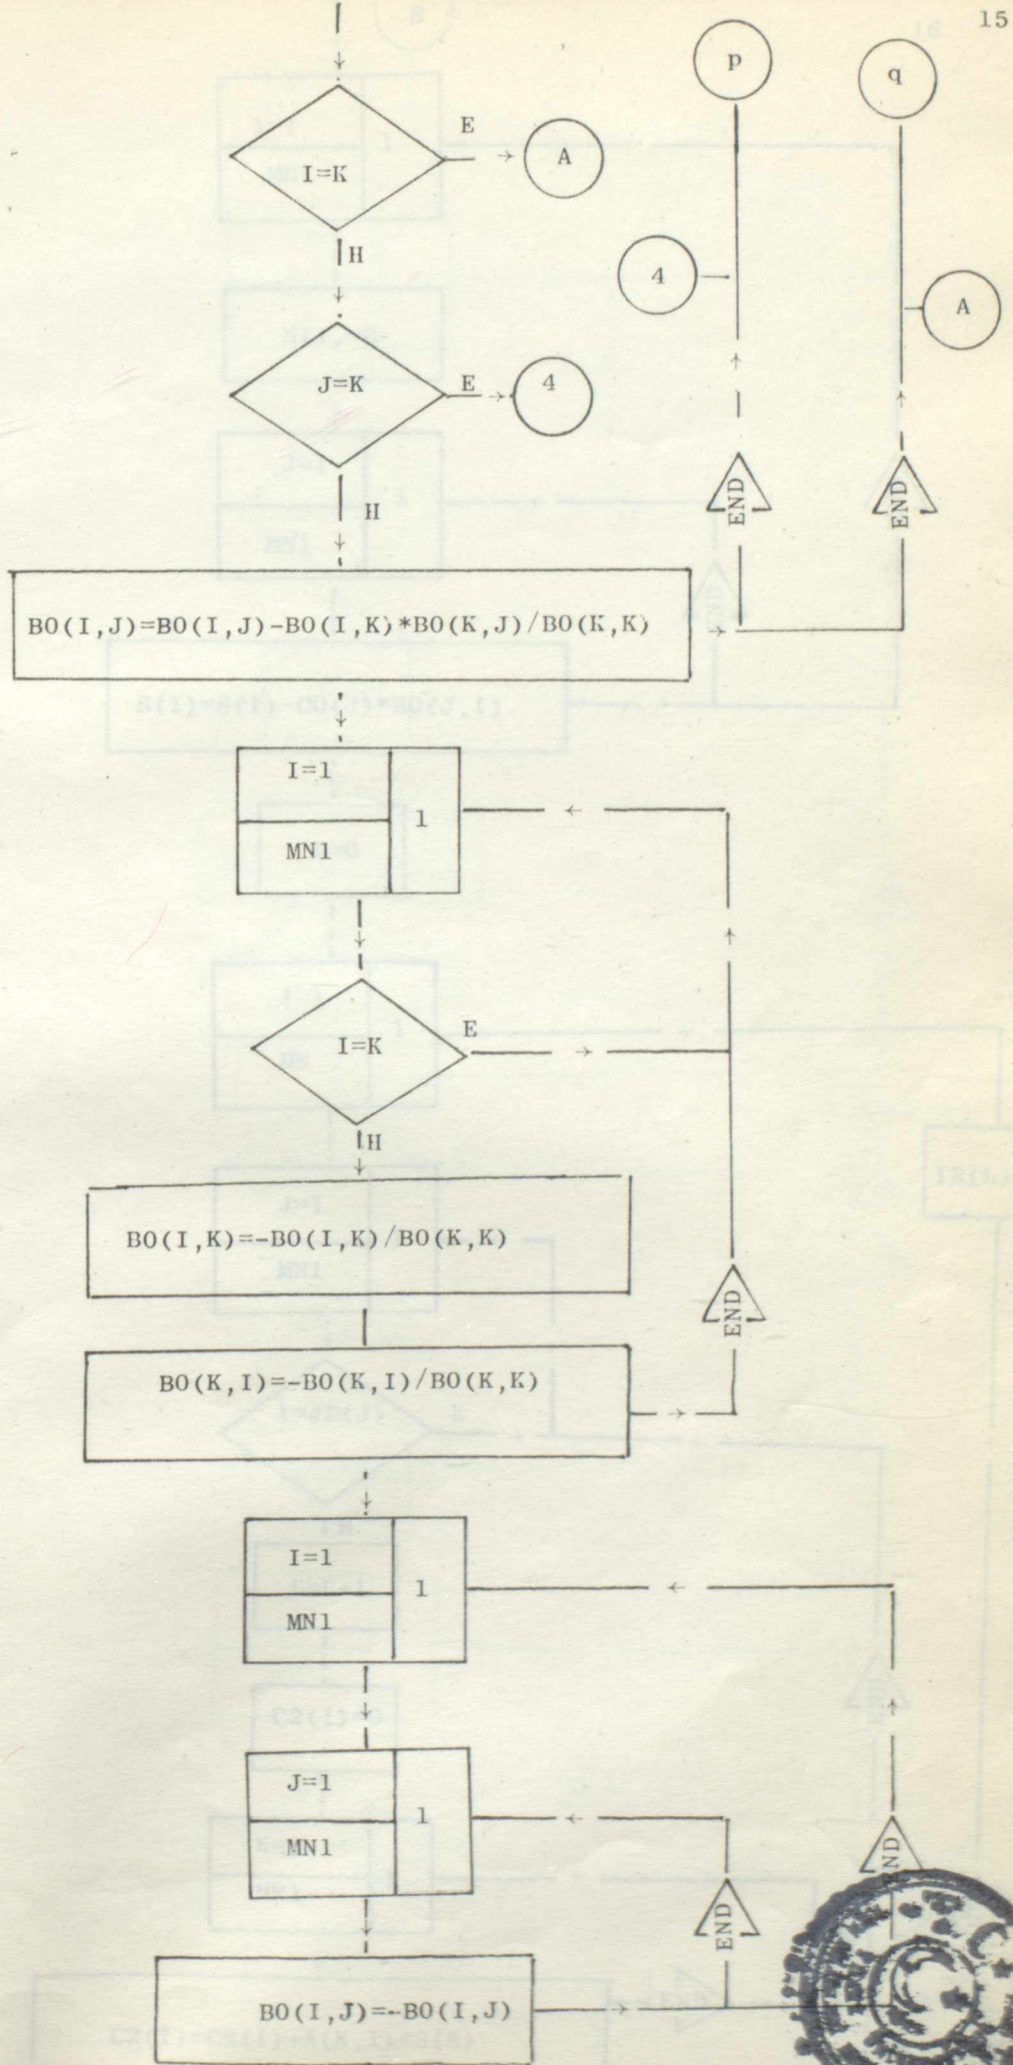 15
p
q
E
I=K
A
H
4
A
J=K
E
4
H
END
END
BO(I,J)=BO(I,J)-BO(I,K)*BO(K,J)/BO(K,K)
I=1
1
MN1
I=K
E
H
BO(I,K)=-BO(I,K)/BO(K,K)
END
BO(K,I)=-BO(K,I)/BO(K,K)
I=1
1
MN1
J=1
1
MN1
END
END
BO(I,J)=-BO(I,J)